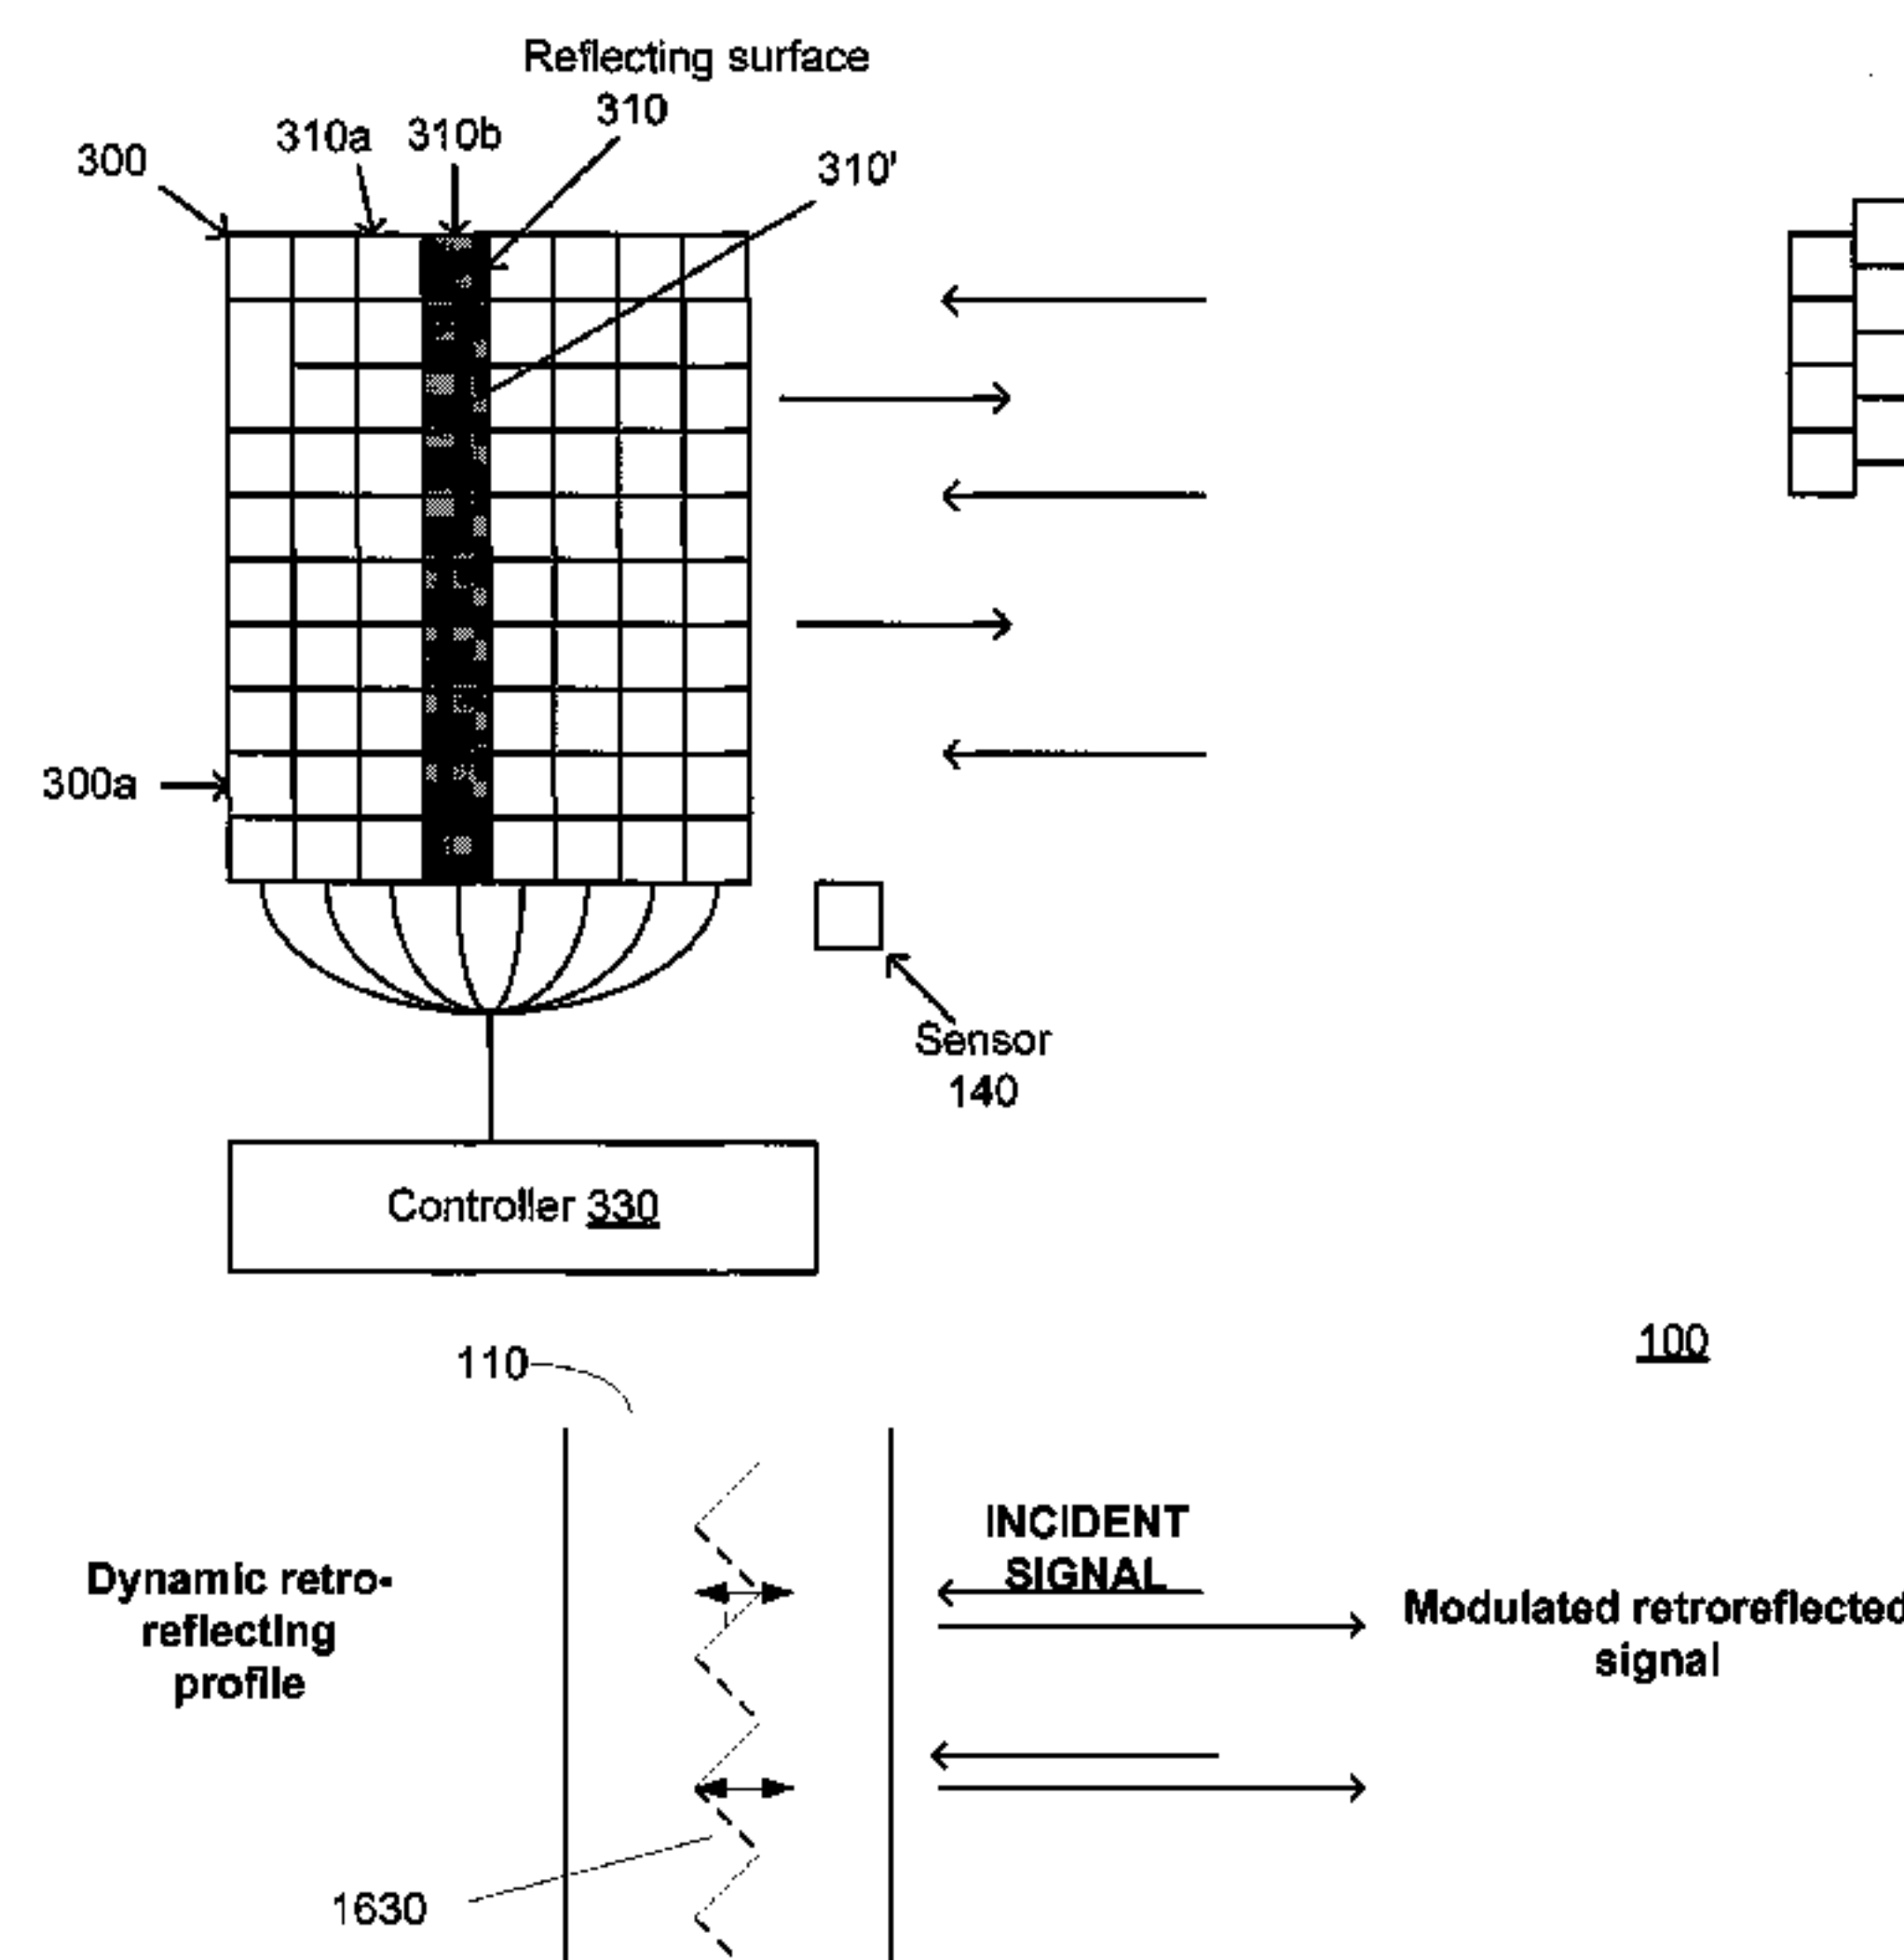 Reflecting surface
310
310a
310b
300
310'
300a
Sensor
140
Controller 330
100
110
INCIDENT
SIGNAL
Dynamic retro-
reflecting
profile
Modulated retroreflected
signal
1630